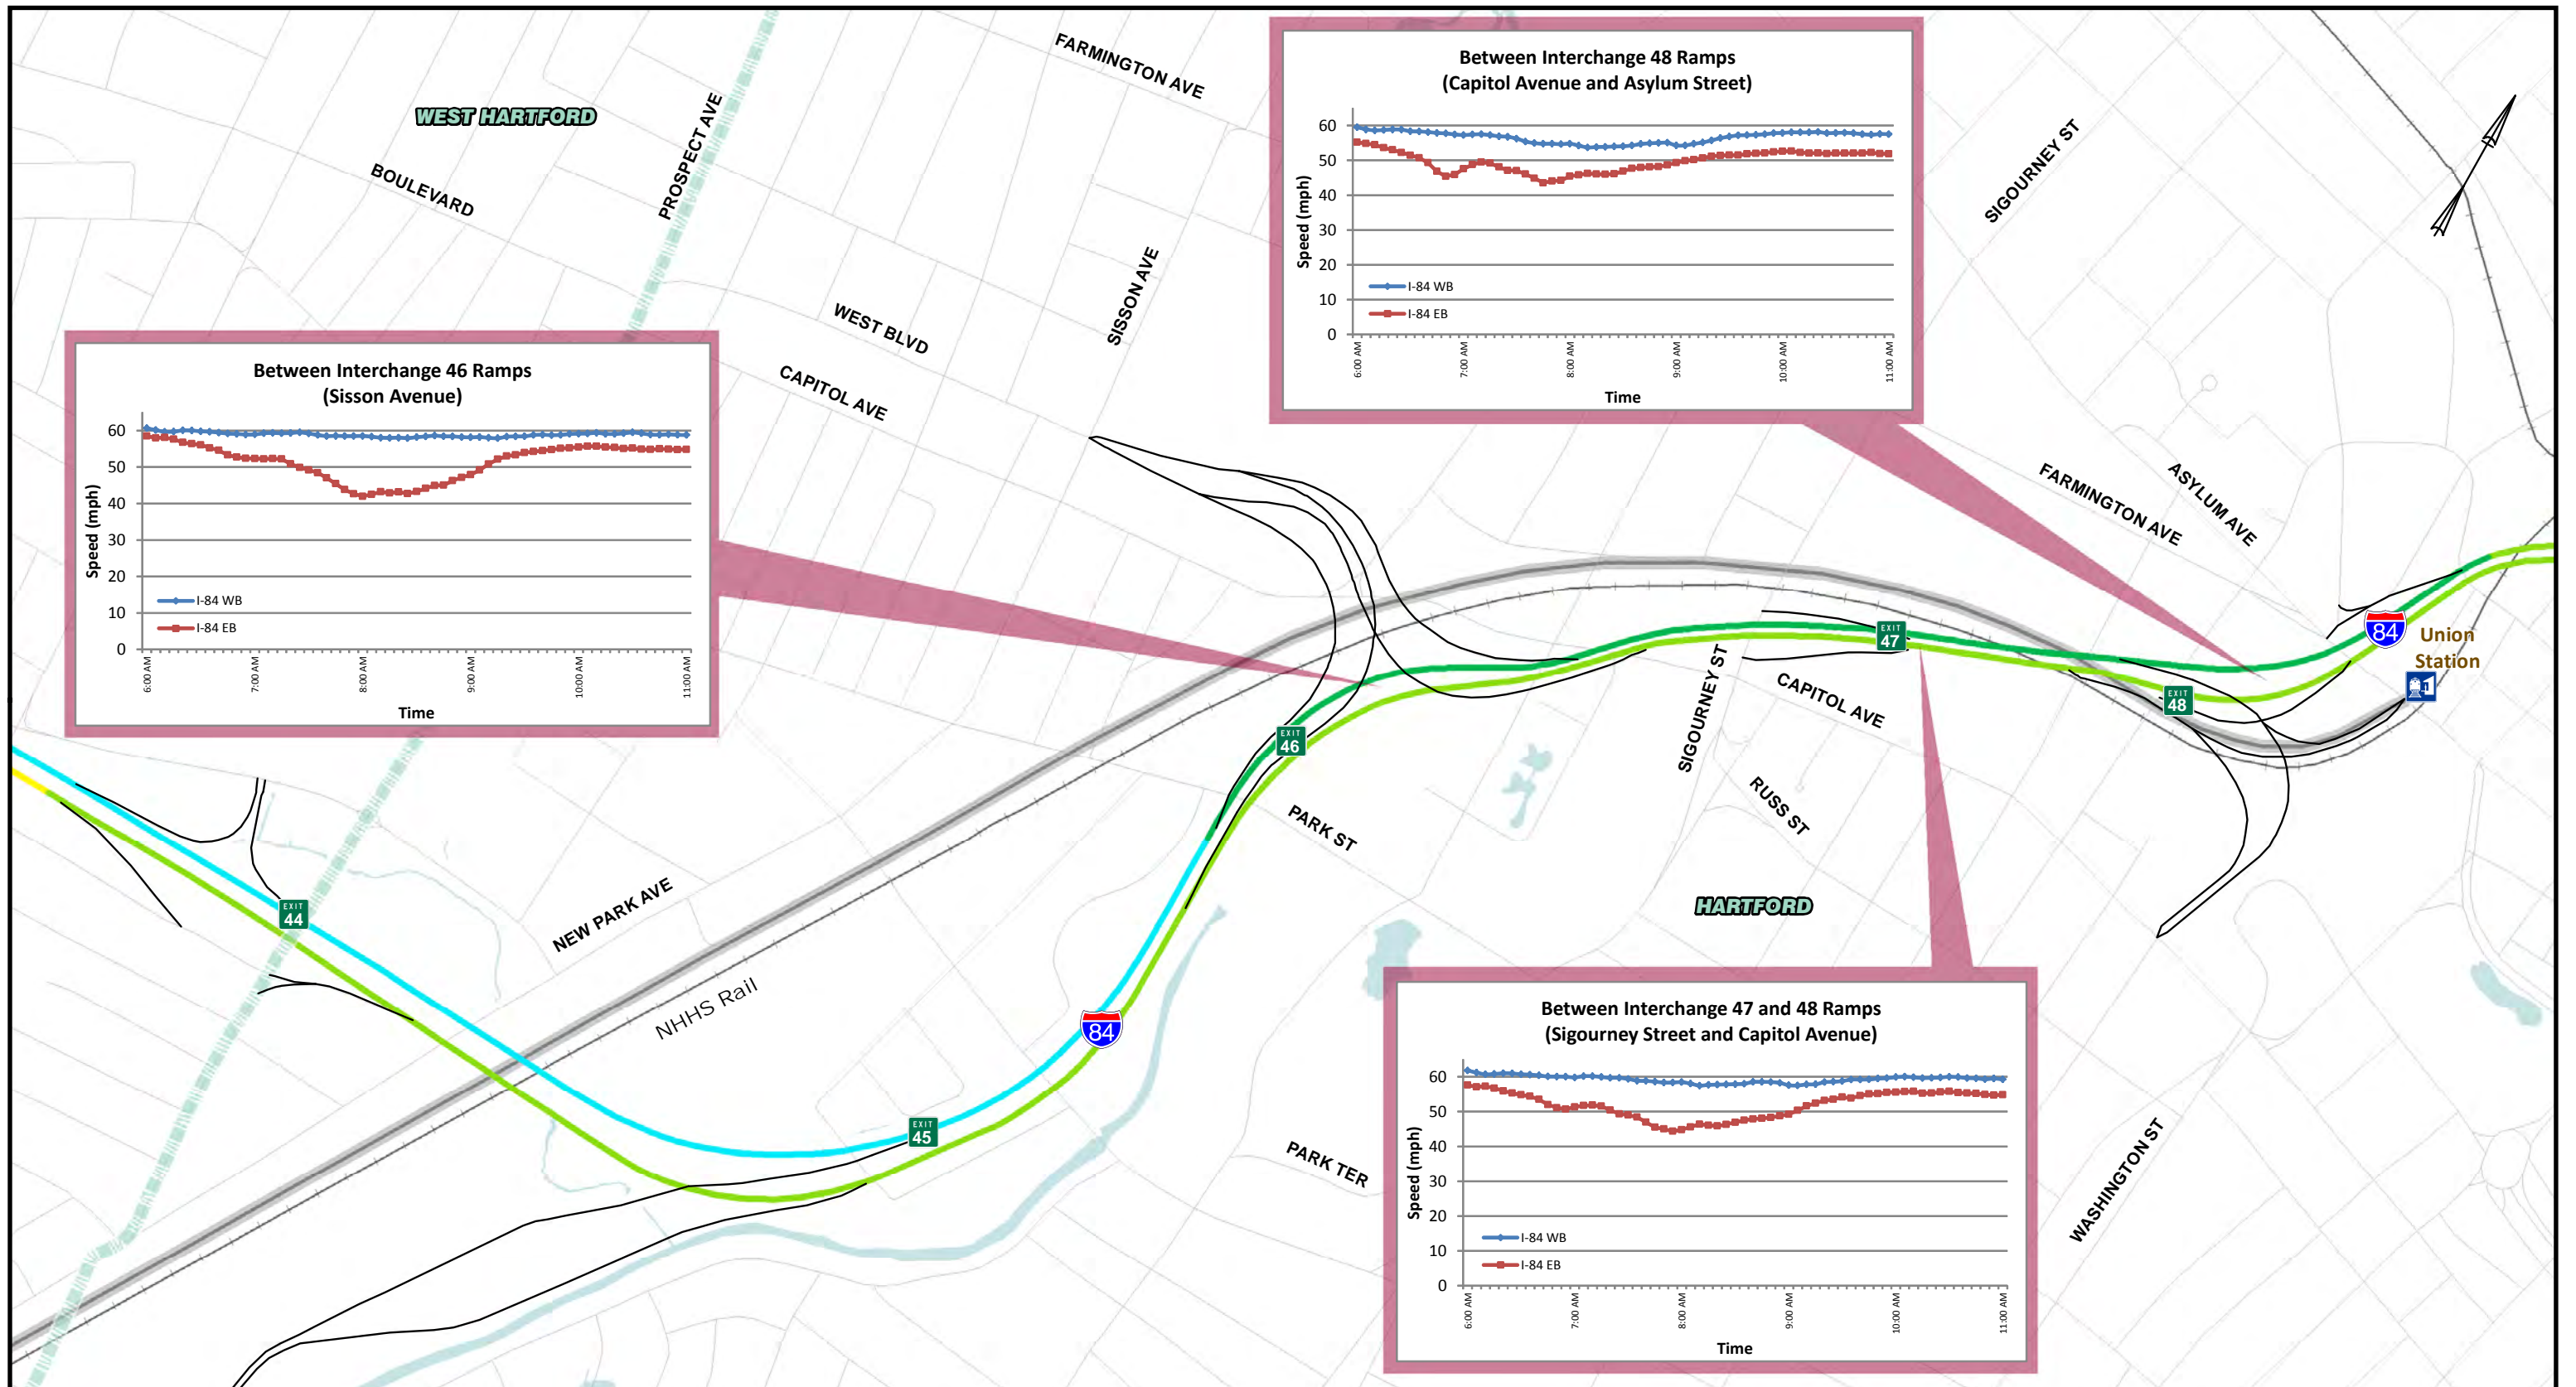 FARMINGTON AVE
WEST HARTFORD
PROSPECT AVE
BOULEVARD
SISSON AVE
WEST BLVD
CAPITOL AVE
SIGOURNEY ST
Between Interchange 48 Ramps
(Capitol Avenue and Asylum Street)
Speed (mph)
60
50
40
30
20
10
0
I-84 WB
I-84 EB
6:00 AM
7:00 AM
8:00 AM
9:00 AM
10:00 AM
11:00 AM
Time
Between Interchange 46 Ramps
(Sisson Avenue)
Speed (mph)
60
50
40
30
20
10
0
I-84 WB
I-84 EB
6:00 AM
7:00 AM
8:00 AM
9:00 AM
10:00 AM
11:00 AM
Time
FARMINGTON AVE
ASYLUM AVE
84
Union
Station
EXIT
47
EXIT
48
SIGOURNEY ST
CAPITOL AVE
RUSS ST
EXIT
46
PARK ST
HARTFORD
EXIT
44
NEW PARK AVE
NHHS Rail
84
EXIT
45
PARK TER
WASHINGTON ST
Between Interchange 47 and 48 Ramps
(Sigourney Street and Capitol Avenue)
Speed (mph)
60
50
40
30
20
10
0
I-84 WB
I-84 EB
6:00 AM
7:00 AM
8:00 AM
9:00 AM
10:00 AM
11:00 AM
Time